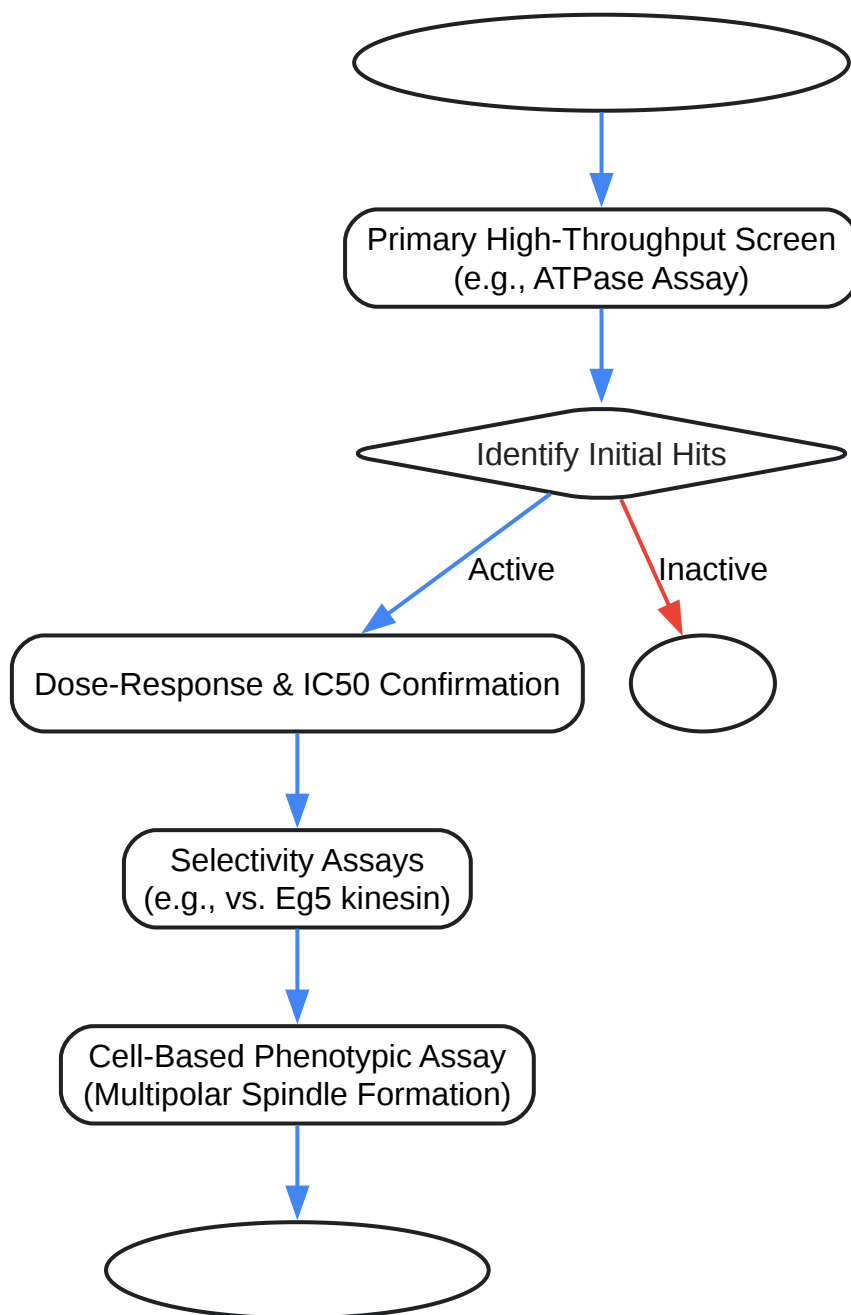 Primary High-Throughput Screen
(e.g., ATPase Assay)
Identify Initial Hits
Active
Inactive
Dose-Response & IC50 Confirmation
Selectivity Assays
(e.g., vs. Eg5 kinesin)
Cell-Based Phenotypic Assay
(Multipolar Spindle Formation)